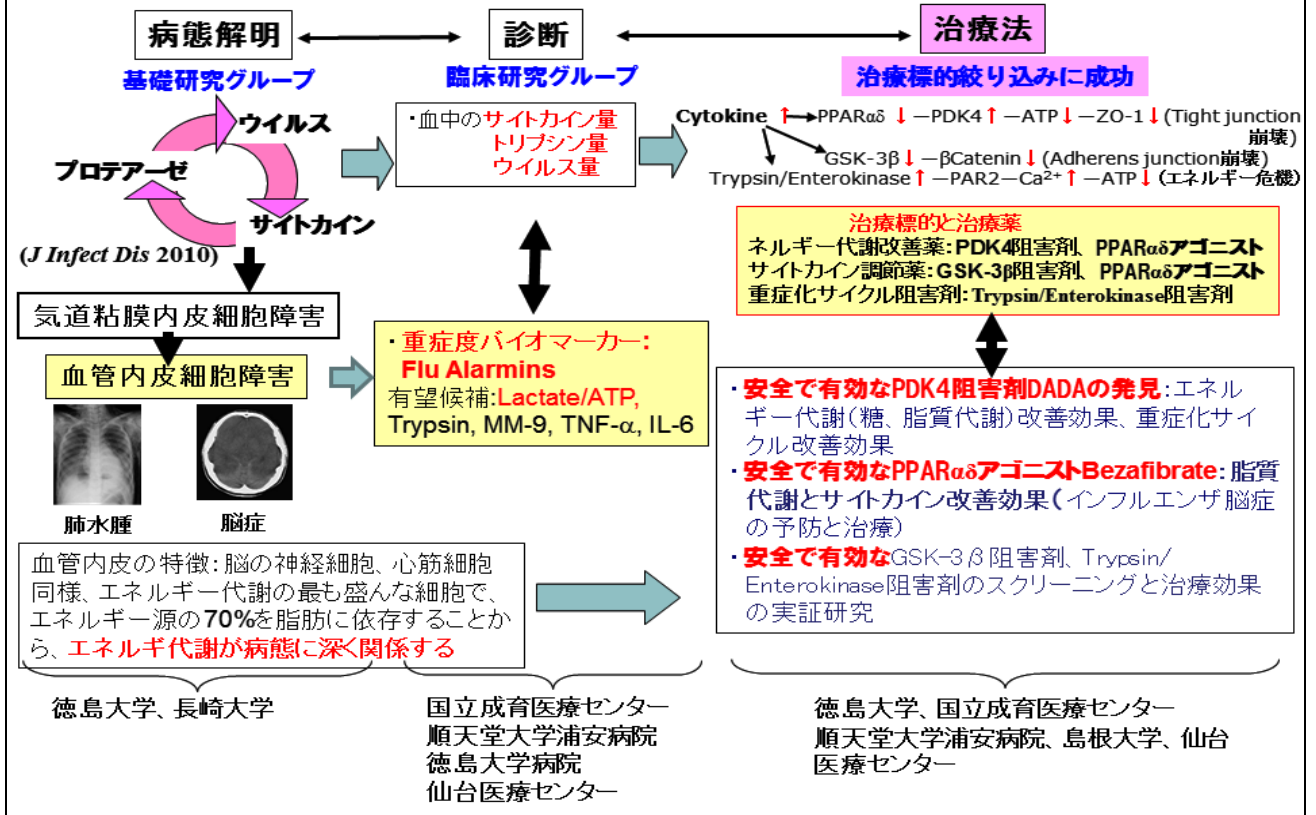 病態解明
診断
治療法
基礎研究グループ
臨床研究グループ
治療標的絞り込みに成功
ウイルス
プロテアーゼ
サイトカイン
(J Infect Dis 2010)
・血中のサイトカイン量
トリプシン量
ウイルス量
Cytokine ↑→PPARαδ ↓ −PDK4↑−ATP↓−ZO-1↓(Tight junction
崩壊)
GSK-3β↓ −βCatenin↓(Adherens junction崩壊)
Trypsin/Enterokinase↑ −PAR2−Ca2+↑−ATP↓(エネルギー危機)
治療標的と治療薬
ネルギー代謝改善薬:PDK4阻害剤、PPARαδアゴニスト
サイトカイン調節薬:GSK-3β阻害剤、PPARαδアゴニスト
重症化サイクル阻害剤:Trypsin/Enterokinase阻害剤
気道粘膜内皮細胞障害
血管内皮細胞障害
肺水腫
脳症
・重症度バイオマーカー:
Flu Alarmins
有望候補:Lactate/ATP,
Trypsin, MM-9, TNF-α, IL-6
・安全で有効なPDK4阻害剤DADAの発見:エネル
ギー代謝(糖、脂質代謝)改善効果、重症化サイ
クル改善効果
・安全で有効なPPARαδアゴニストBezafibrate:脂質
代謝とサイトカイン改善効果(インフルエンザ脳症
の予防と治療)
・安全で有効なGSK-3β阻害剤、Trypsin/
Enterokinase阻害剤のスクリーニングと治療効果
の実証研究
血管内皮の特徴:脳の神経細胞、心筋細胞
同様、エネルギー代謝の最も盛んな細胞で、
エネルギー源の70%を脂肪に依存することか
ら、エネルギ代謝が病態に深く関係する
徳島大学、長崎大学
国立成育医療センター
順天堂大学浦安病院
徳島大学病院
仙台医療センター
徳島大学、国立成育医療センター
順天堂大学浦安病院、島根大学、仙台
医療センター